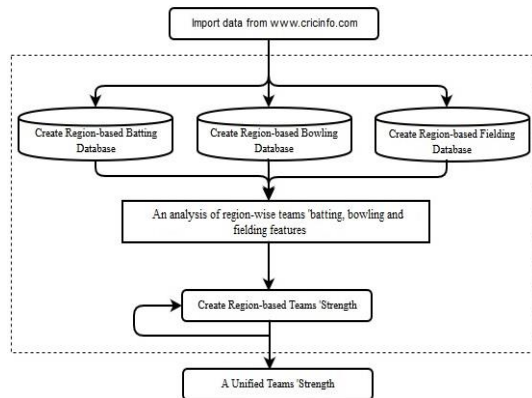 Import data from www.cricinfo.com
Create Region-based Batting
Database
Create Region-based Bowling
Database
Create Region-based Fielding
Database
An analysis of region-wise teams 'batting, bowling and
fielding features
Create Region-based Teams 'Strength
A Unified Teams 'Strength